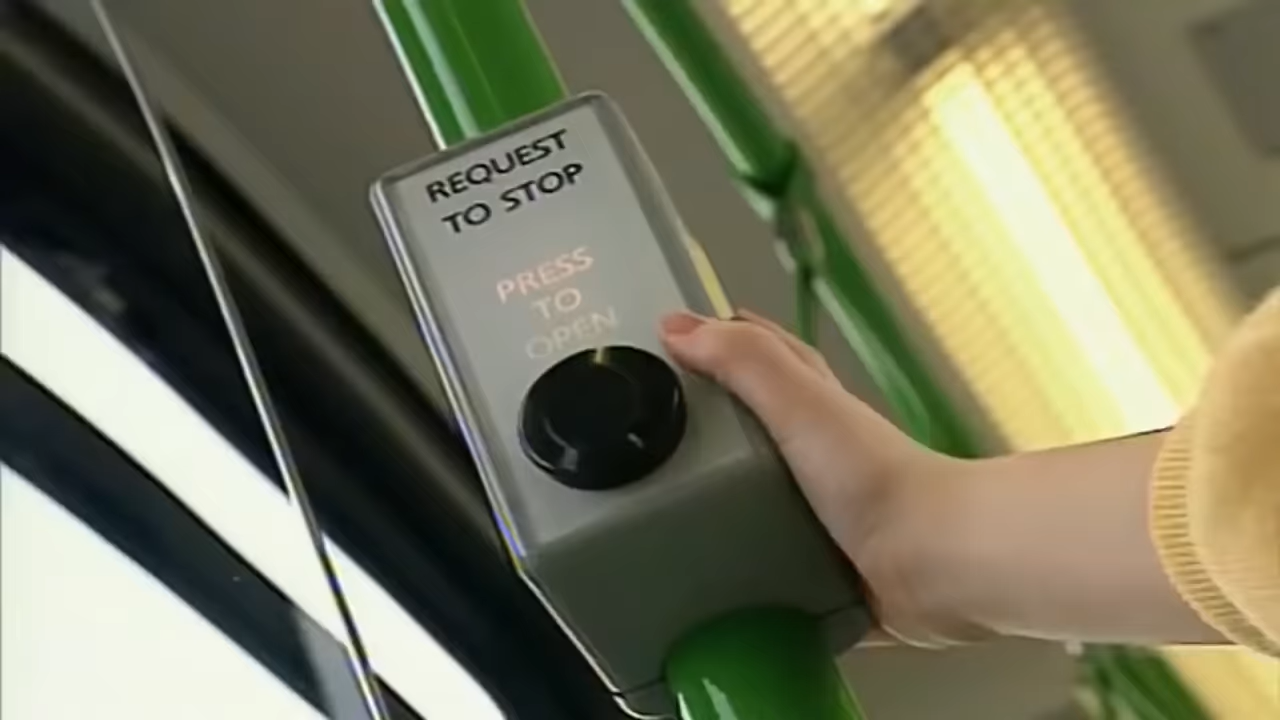 REQUEST
TO STOP
PRESS
TO
OPEN